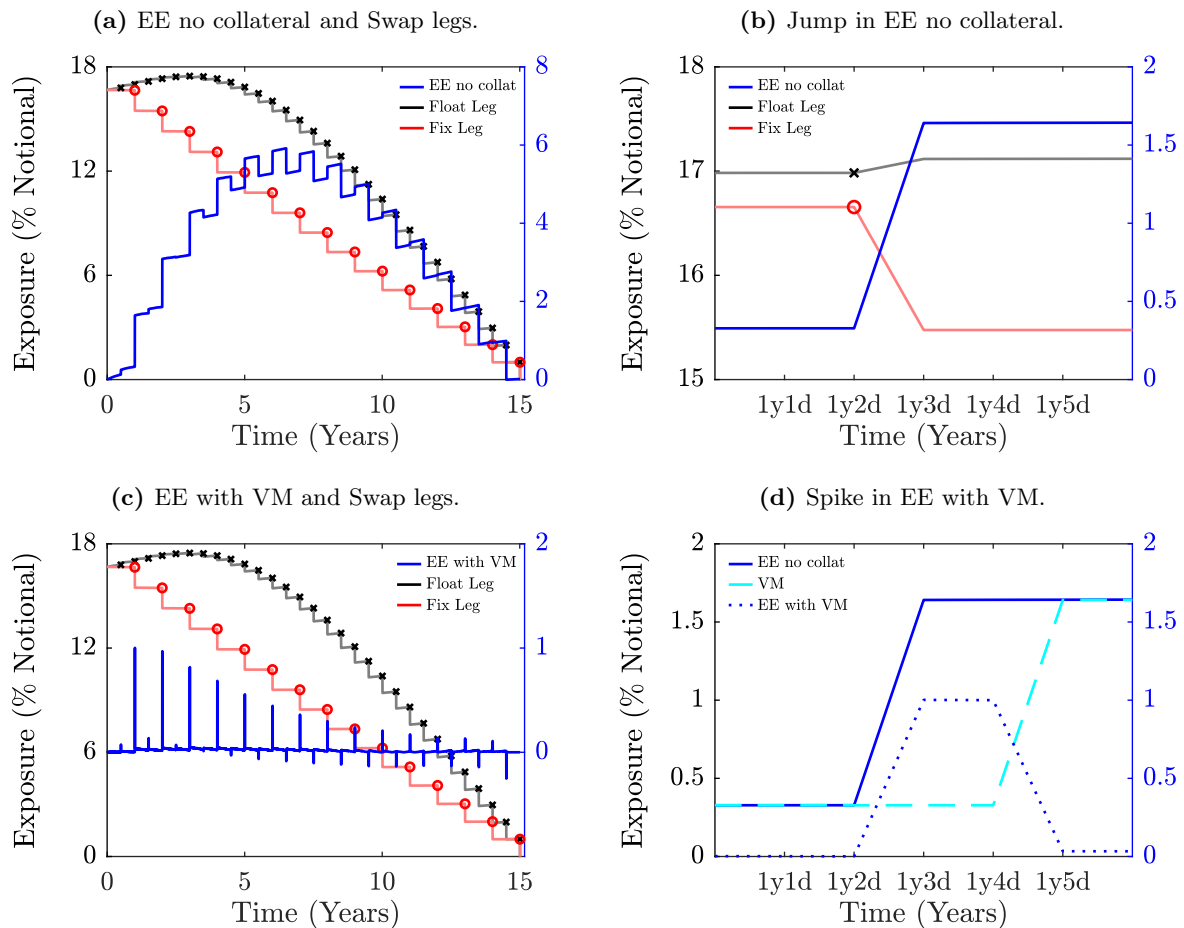 (a) EE no collateral and Swap legs.
18
12
6
0
8
6
4
2
0
0
5
10
15
EE no collat
Float Leg
Fix Leg
Exposure (% Notional)
Time (Years)
(b) Jump in EE no collateral.
18
17
16
15
2
1.5
1
0.5
0
1y1d
1y2d
1y3d
1y4d
1y5d
EE no collat
Float Leg
Fix Leg
Exposure (% Notional)
Time (Years)
(c) EE with VM and Swap legs.
18
12
6
0
2
1
0
0
5
10
15
EE with VM
Float Leg
Fix Leg
Exposure (% Notional)
Time (Years)
(d) Spike in EE with VM.
2
1.5
1
0.5
0
2
1.5
1
0.5
0
1y1d
1y2d
1y3d
1y4d
1y5d
EE no collat
VM
EE with VM
Exposure (% Notional)
Time (Years)